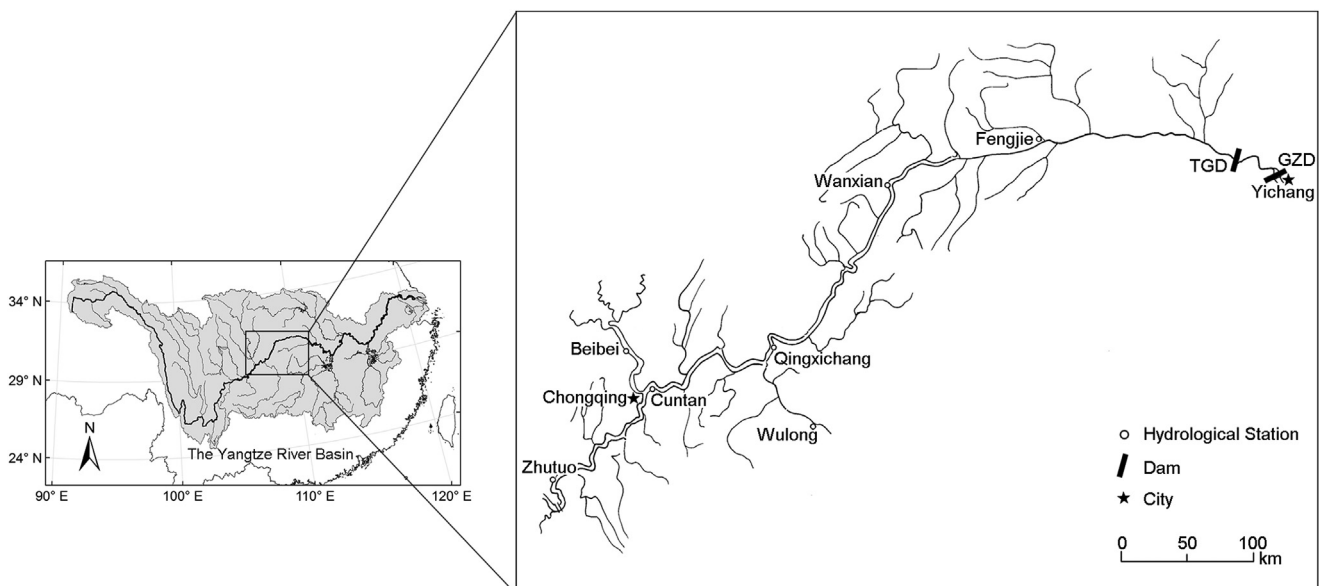 34° N
29° N
24° N
N
The Yangtze River Basin
90° E
100° E
110° E
120° E
Fengjie
TGD
GZD
Yichang
Wanxian
Beibei
Qingxichang
Chongqing
Cuntan
Wulong
Zhutuo
Hydrological Station
Dam
City
0 50 100
km